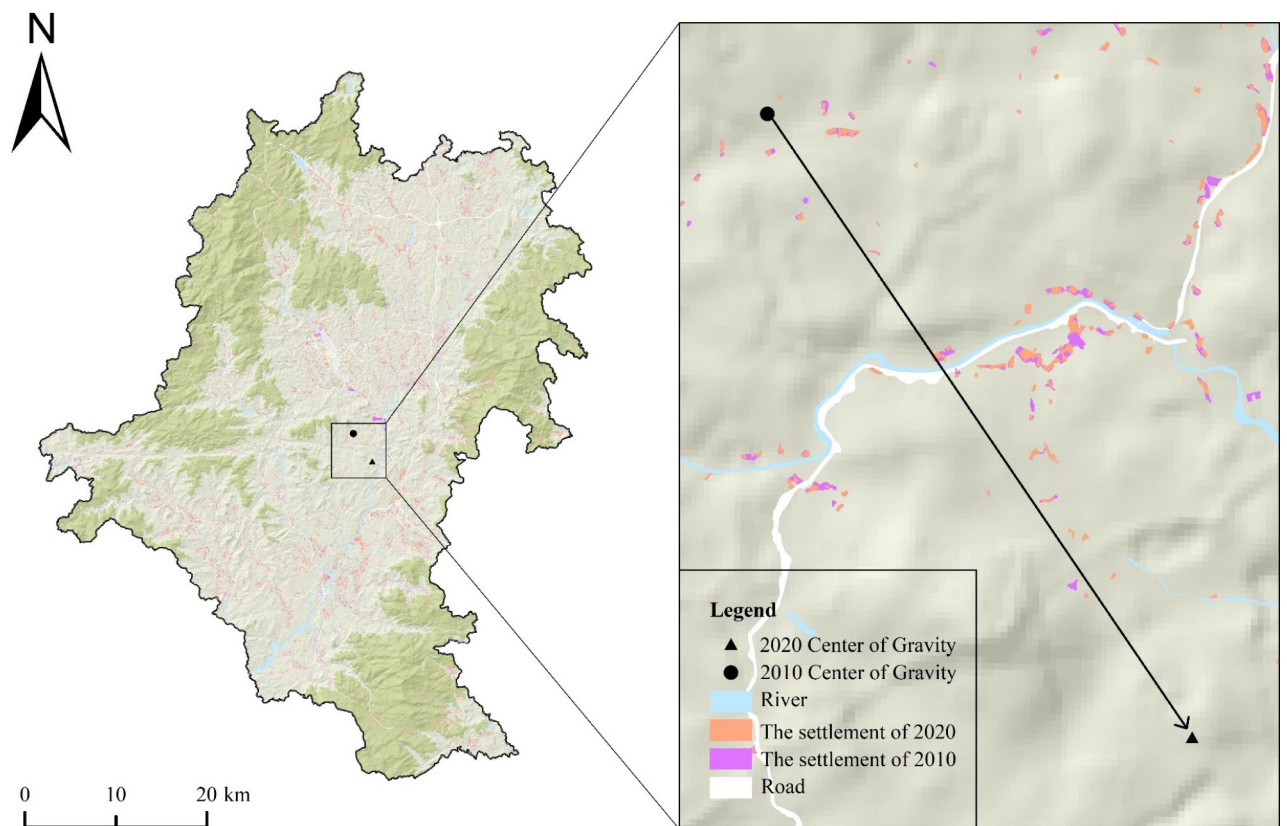 N
Legend
2020 Center of Gravity
2010 Center of Gravity
River
The settlement of 2020
The settlement of 2010
Road
0 10 20 km